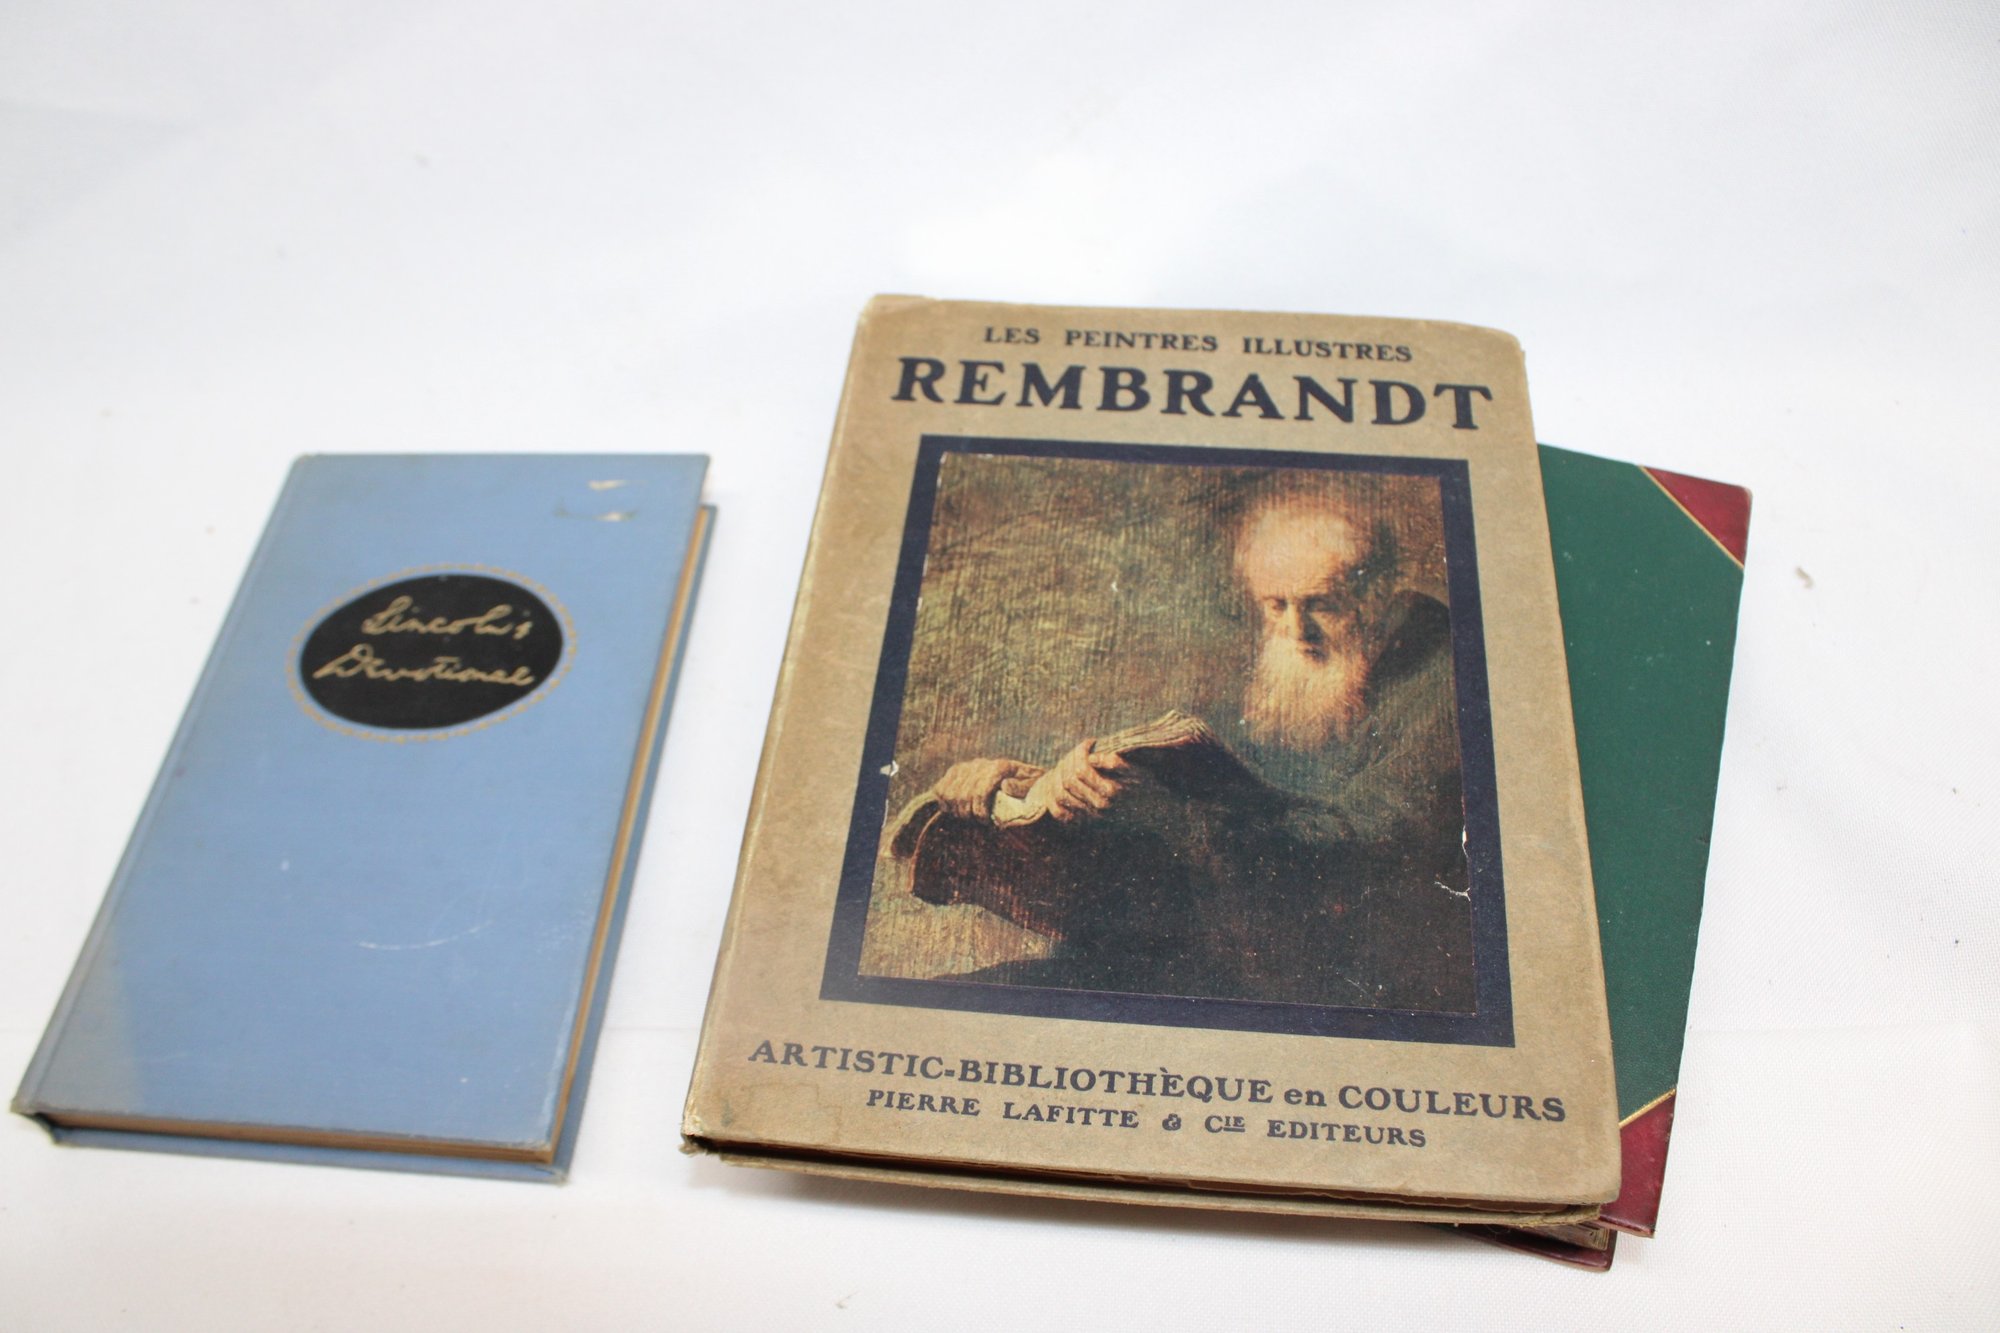 Lincoln's
Devotional
LES PEINTRES ILLUSTRES
REMBRANDT
ARTISTIC-BIBLIOTHÈQUE en COULEURS
PIERRE LAFITTE & CIE EDITEURS